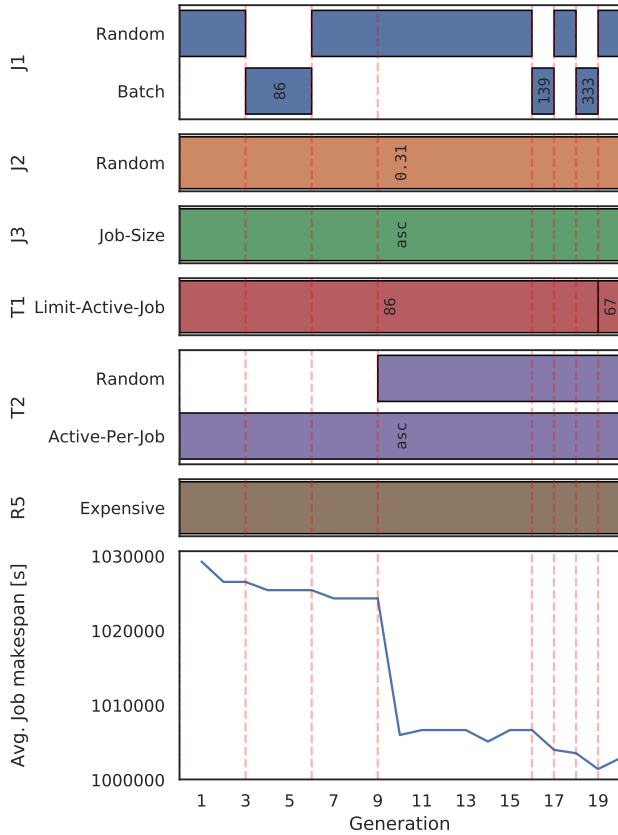 J1
Random
Batch
86
139
333
J2
Random
0.31
J3
Job-Size
asc
T1
Limit-Active-Job
86
67
T2
Random
Active-Per-Job
asc
R5
Expensive
Avg. Job makespan [s]
1030000
1020000
1010000
1000000
1 3 5 7 9 11 13 15 17 19
Generation